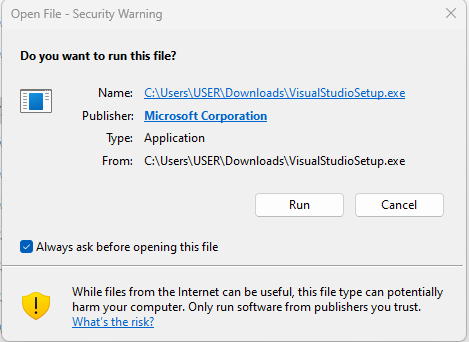 Open File - Security Warning
Do you want to run this file?
Name: C:\Users\USER\Downloads\VisualStudioSetup.exe
Publisher: Microsoft Corporation
Type: Application
From: C:\Users\USER\Downloads\VisualStudioSetup.exe
Run Cancel
Always ask before opening this file
While files from the Internet can be useful, this file type can potentially
harm your computer. Only run software from publishers you trust.
What's the risk?